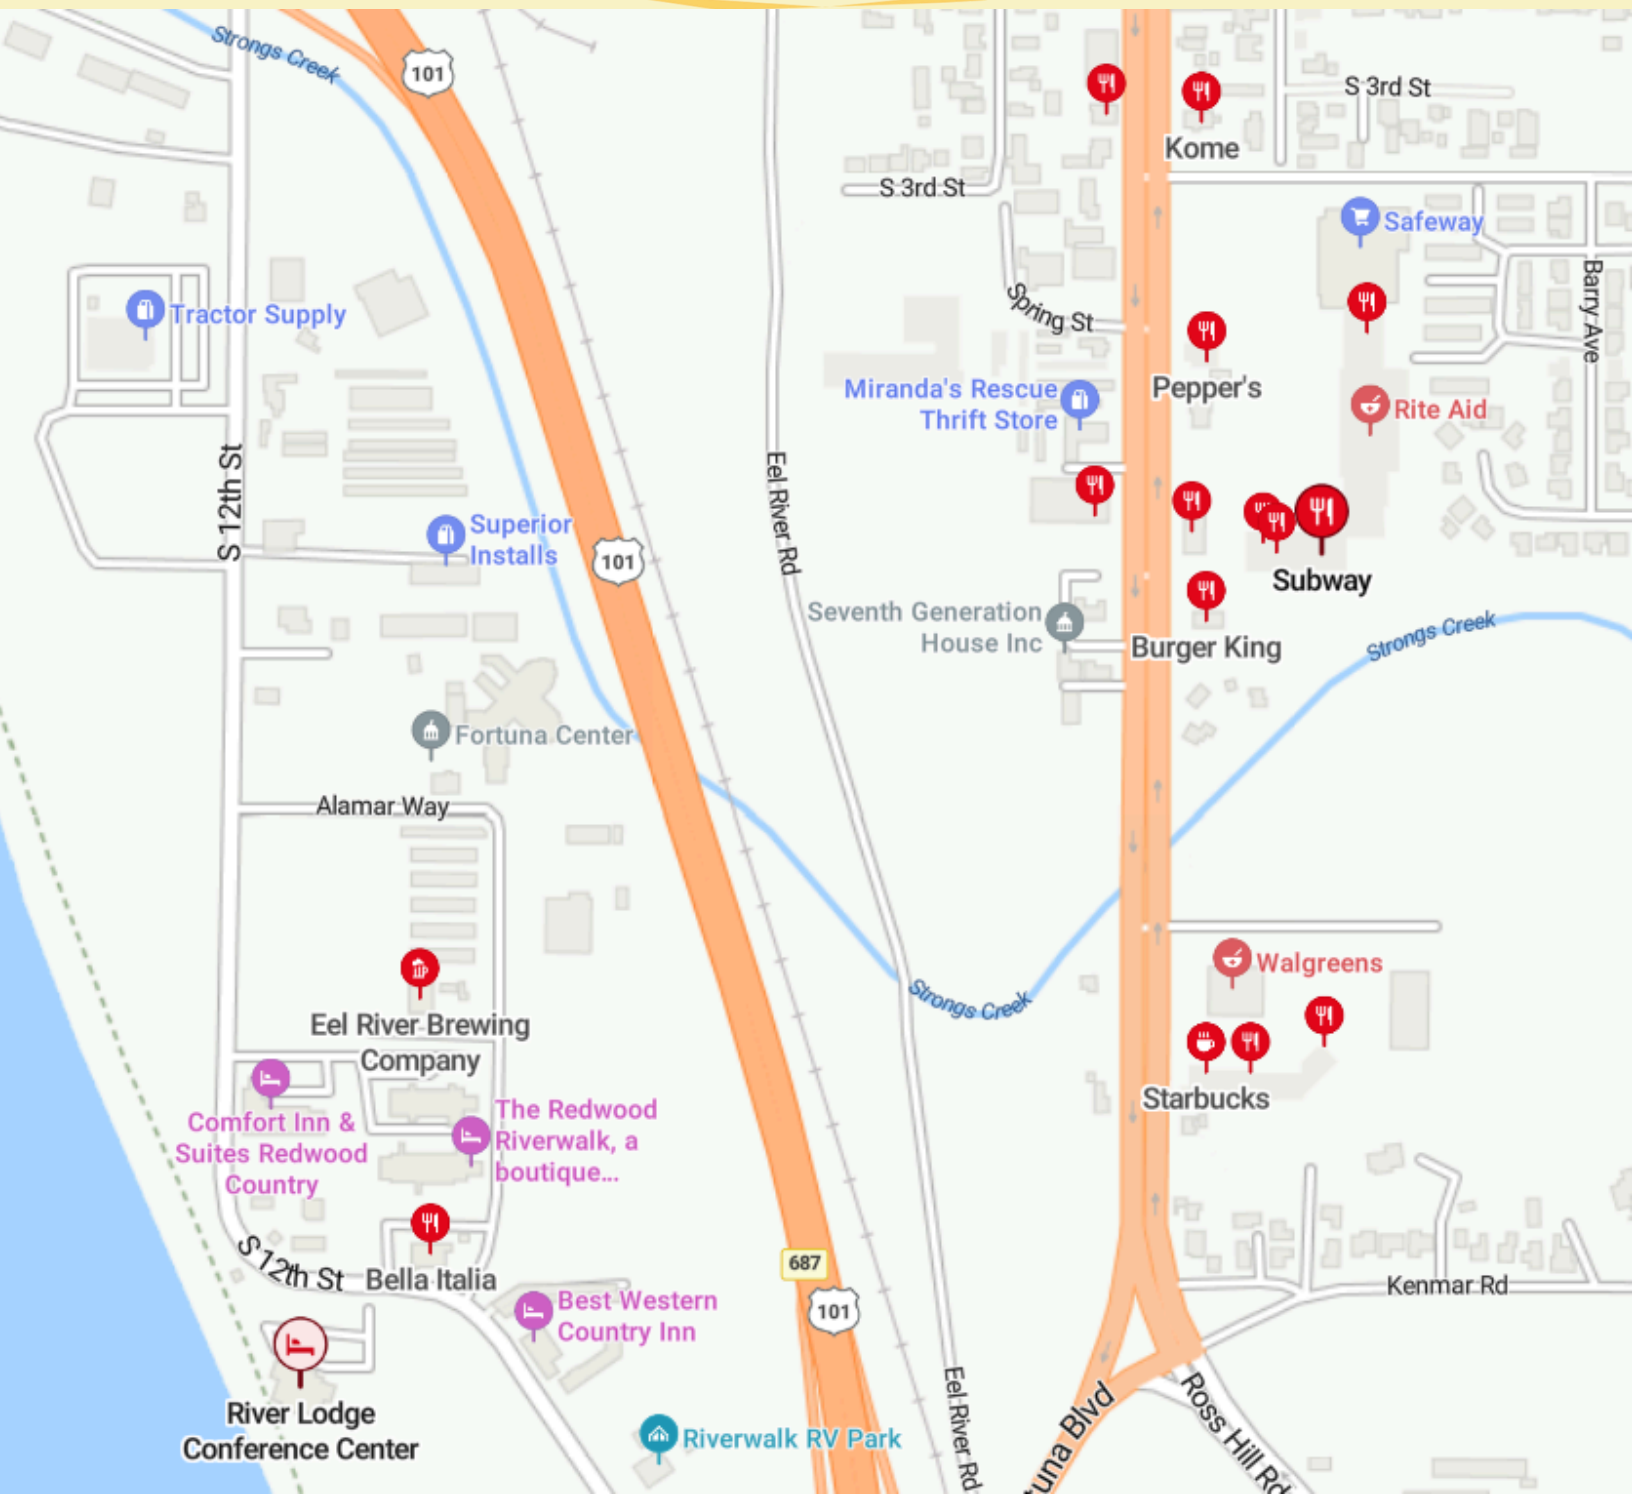 Strongs Creek
101
S 3rd St
Kome
S 3rd St
Safeway
Spring St
Barry Ave
Tractor Supply
Pepper's
Miranda's Rescue
Thrift Store
Rite Aid
S 12th St
Eel River Rd
Superior
Installs
101
Subway
Seventh Generation
House Inc
Burger King
Strongs Creek
Fortuna Center
Alamar Way
Strongs Creek
Walgreens
Eel River Brewing
Company
Starbucks
Comfort Inn &
Suites Redwood
Country
The Redwood
Riverwalk, a
boutique...
S 12th St
Bella Italia
687
101
Kenmar Rd
Best Western
Country Inn
River Lodge
Conference Center
Riverwalk RV Park
Eel River Rd
tuna Blvd
Ross Hill Rd